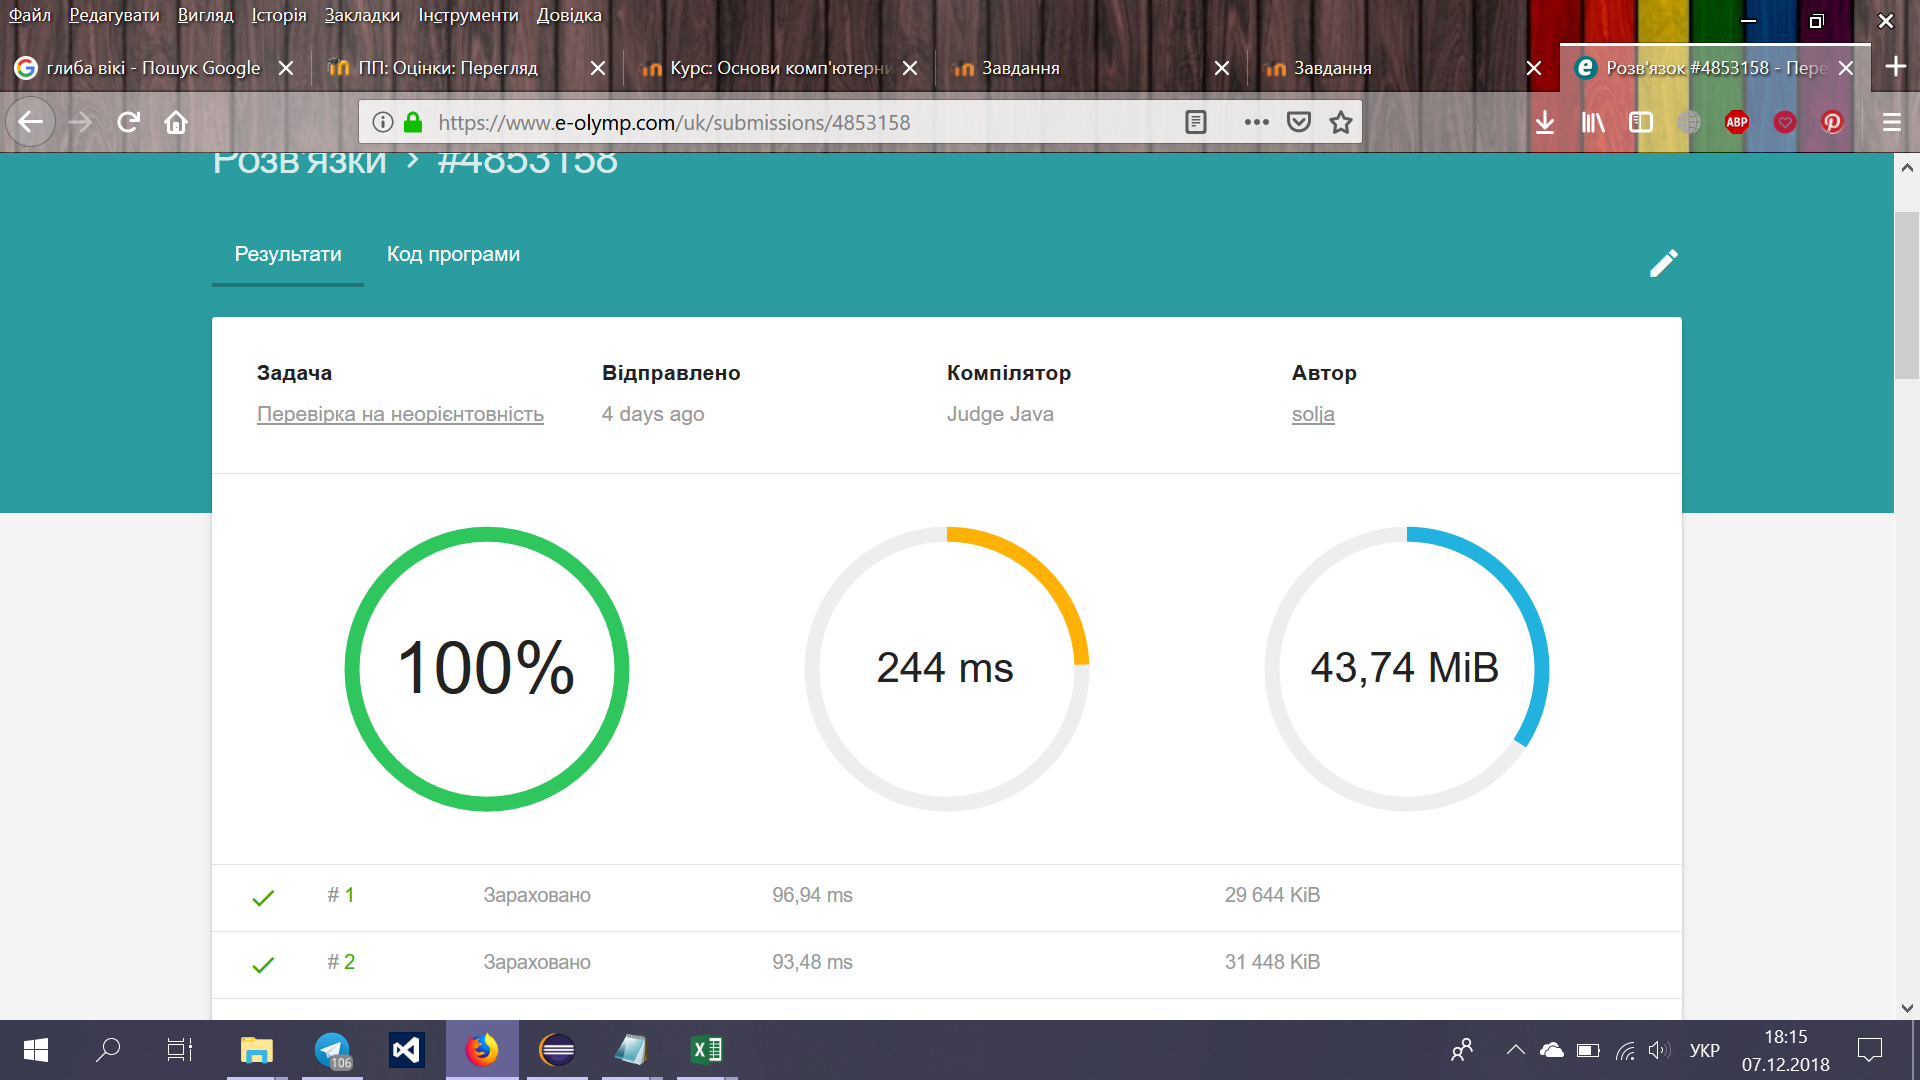 Файл Редагувати Вигляд Історія Закладки Інструменти Довідка
глиба вікі - Пошук Google ПП: Оцінки: Перегляд Курс: Основи комп'ютерни Завдання Завдання Розв'язок #4853158 - Пере
https://www.e-olymp.com/uk/submissions/4853158
ABP
Розв'язки > #4853158
Результати Код програми
Задача Відправлено Компілятор Автор
Перевірка на неорієнтовність 4 days ago Judge Java solja
100% 244 ms 43,74 MiB
# 1 Зараховано 96,94 ms 29 644 KiB
# 2 Зараховано 93,48 ms 31 448 KiB
106
УКР
18:15
07.12.2018